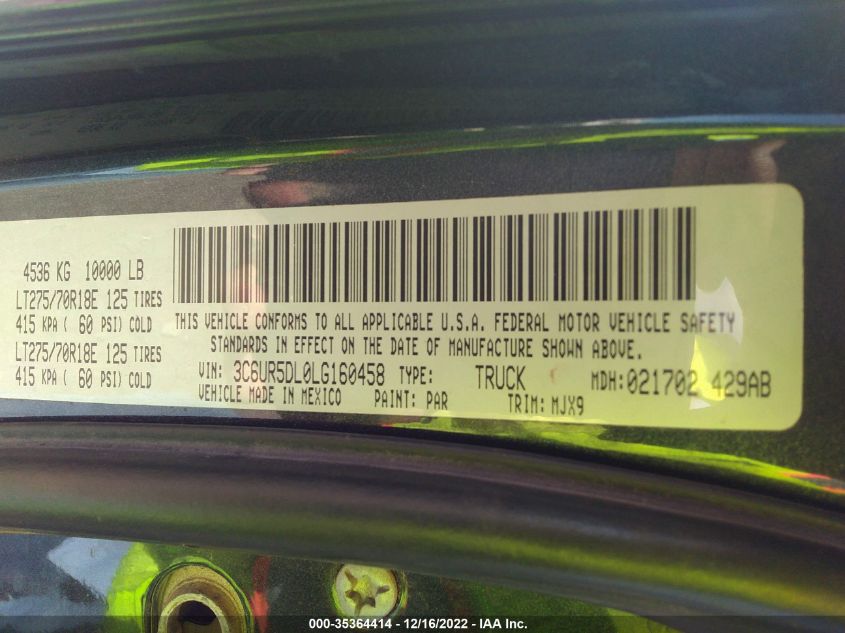 4536 KG 10000 LB
LT275/70R18E 125 TIRES
415 KPA ( 60 PSI) COLD
LT275/70R18E 125 TIRES
415 KPA ( 60 PSI) COLD
THIS VEHICLE CONFORMS TO ALL APPLICABLE U.S.A. FEDERAL MOTOR VEHICLE SAFETY
STANDARDS IN EFFECT ON THE DATE OF MANUFACTURE SHOWN ABOVE.
VIN: 3C6UR5DL0LG160458 TYPE: TRUCK MDH:021702 429AB
VEHICLE MADE IN MEXICO PAINT: PAR TRIM: MJX9
000-35364414 - 12/16/2022 - IAA Inc.